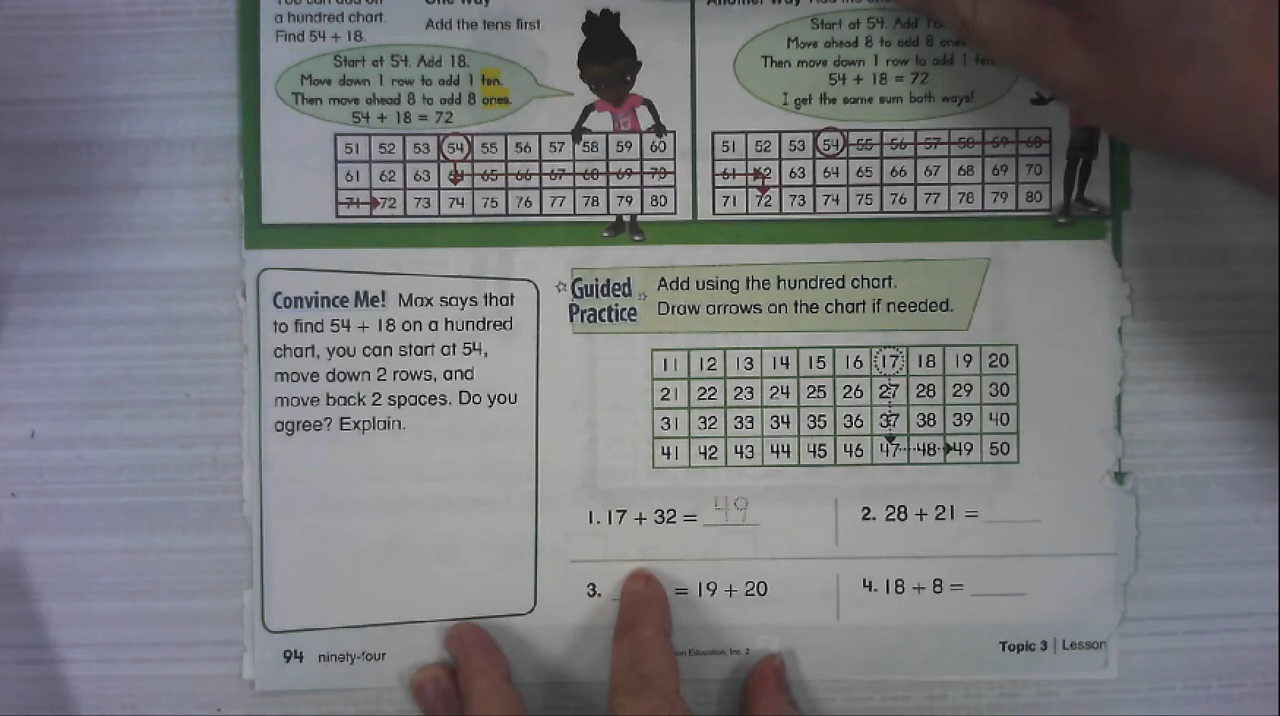 a hundred chart.
Find 54 + 18.
Add the tens first.
Start at 54. Add 18.
Move down 1 row to add 1 ten.
Then move ahead 8 to add 8 ones.
54 + 18 = 72
51 52 53 54 55 56 57 58 59 60
61 62 63 64 65 66 67 68 69 70
71 72 73 74 75 76 77 78 79 80
Start at 54. Add
Move ahead 8 to add 8 ones
Then move down 1 row to add 1 ten
54 + 18 = 72
I get the same sum both ways!
51 52 53 54 55 56 57 58 59 60
61 62 63 64 65 66 67 68 69 70
71 72 73 74 75 76 77 78 79 80
Convince Me! Max says that
to find 54 + 18 on a hundred
chart, you can start at 54,
move down 2 rows, and
move back 2 spaces. Do you
agree? Explain.
Guided
Practice
Add using the hundred chart.
Draw arrows on the chart if needed.
11 12 13 14 15 16 17 18 19 20
21 22 23 24 25 26 27 28 29 30
31 32 33 34 35 36 37 38 39 40
41 42 43 44 45 46 47 48 49 50
1. 17 + 32 = 49
2. 28 + 21 =
3. = 19 + 20
4. 18 + 8 =
94 ninety-four
Education, Inc. 2
Topic 3 | Lesson